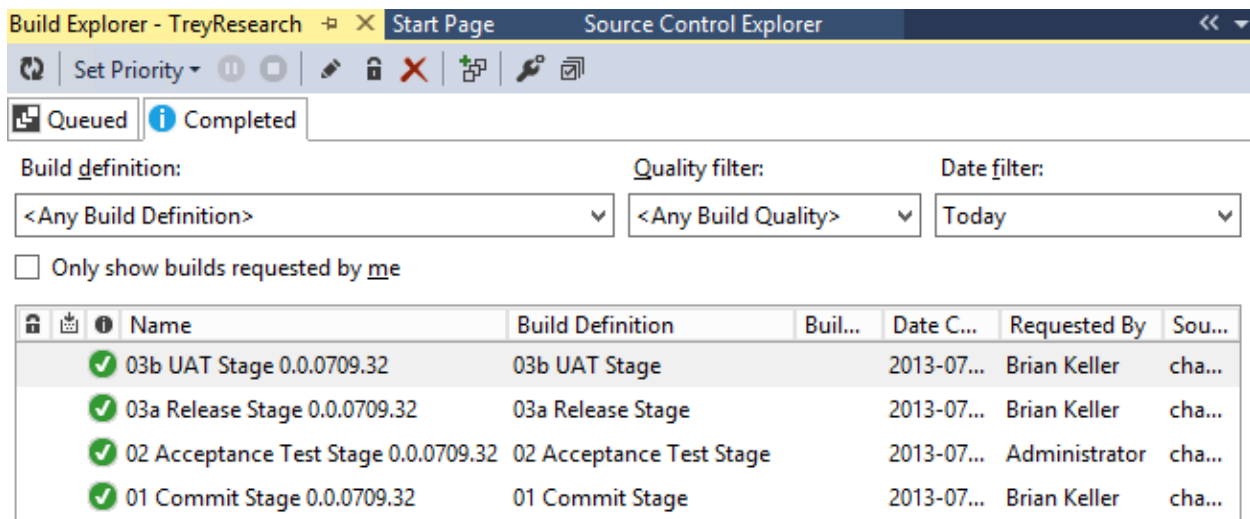 Build Explorer - TreyResearch Start Page Source Control Explorer
Set Priority
Queued Completed
Build definition: Quality filter: Date filter:
<Any Build Definition> <Any Build Quality> Today
Only show builds requested by me
Name Build Definition Buil... Date C... Requested By Sou...
03b UAT Stage 0.0.0709.32 03b UAT Stage 2013-07... Brian Keller cha...
03a Release Stage 0.0.0709.32 03a Release Stage 2013-07... Brian Keller cha...
02 Acceptance Test Stage 0.0.0709.32 02 Acceptance Test Stage 2013-07... Administrator cha...
01 Commit Stage 0.0.0709.32 01 Commit Stage 2013-07... Brian Keller cha...